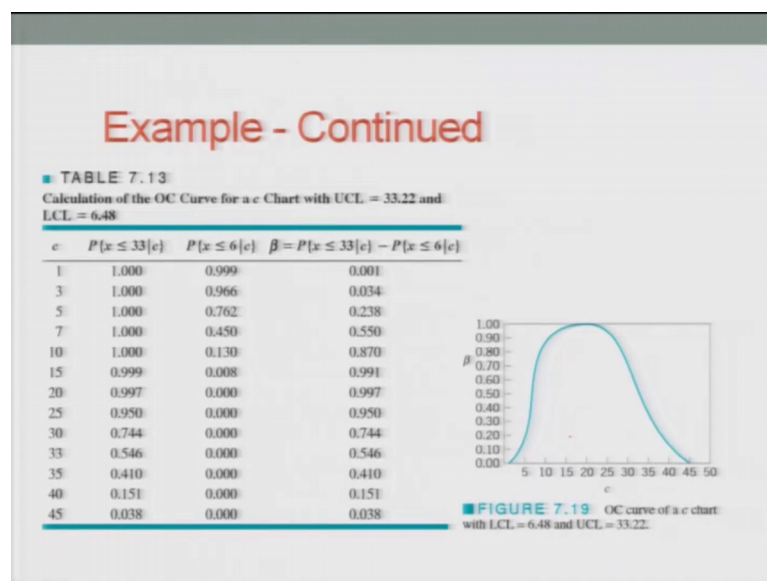 Example - Continued
TABLE 7.13
Calculation of the OC Curve for a c Chart with UCL = 33.22 and
LCL = 6.48
c P{x ≤ 33|c} P{x ≤ 6|c} β = P{x ≤ 33|c} − P{x ≤ 6|c}
1 1.000 0.999 0.001
3 1.000 0.966 0.034
5 1.000 0.762 0.238
7 1.000 0.450 0.550
10 1.000 0.130 0.870
15 0.999 0.008 0.991
20 0.997 0.000 0.997
25 0.950 0.000 0.950
30 0.744 0.000 0.744
33 0.546 0.000 0.546
35 0.410 0.000 0.410
40 0.151 0.000 0.151
45 0.038 0.000 0.038
1.00
0.90
0.80
β 0.70
0.60
0.50
0.40
0.30
0.20
0.10
0.00
5 10 15 20 25 30 35 40 45 50
c
FIGURE 7.19 OC curve of a c chart
with LCL = 6.48 and UCL = 33.22.